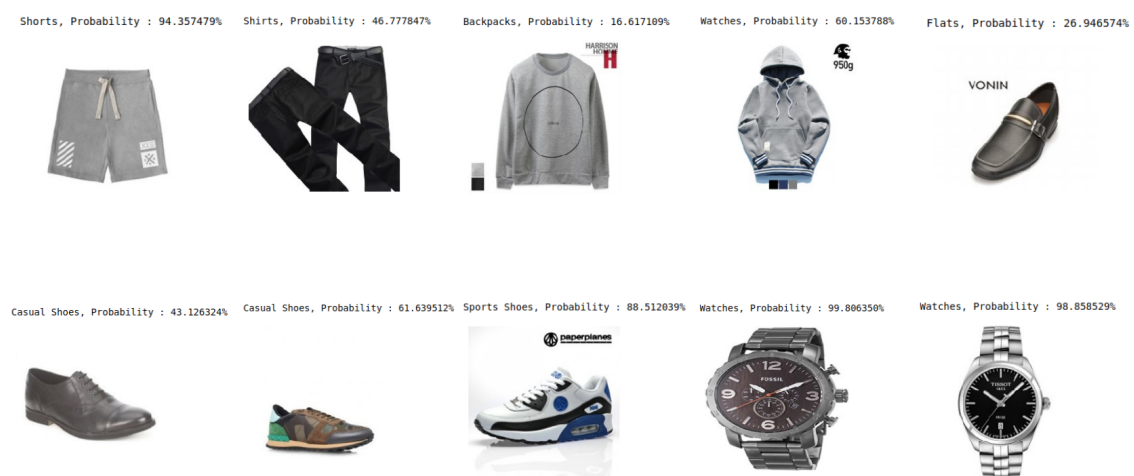 Shorts, Probability : 94.357479%
Shirts, Probability : 46.777847%
Backpacks, Probability : 16.617109%
Watches, Probability : 60.153788%
Flats, Probability : 26.946574%
HARRISON
HOMME
H
950g
VONIN
Casual Shoes, Probability : 43.126324%
Casual Shoes, Probability : 61.639512%
Sports Shoes, Probability : 88.512039%
Watches, Probability : 99.806350%
Watches, Probability : 98.858529%
paperplanes
FOSSIL
12
TISSOT